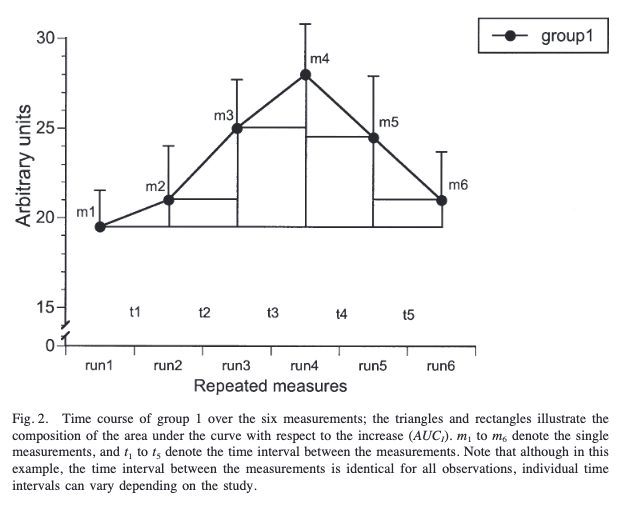 group1
30
m4
m3
m5
25
Arbitrary units
m2
m6
m1
20
15
t1 t2 t3 t4 t5
0
run1 run2 run3 run4 run5 run6
Repeated measures
Fig. 2. Time course of group 1 over the six measurements; the triangles and rectangles illustrate the
composition of the area under the curve with respect to the increase (AUCI). m1 to m6 denote the single
measurements, and t1 to t5 denote the time interval between the measurements. Note that although in this
example, the time interval between the measurements is identical for all observations, individual time
intervals can vary depending on the study.